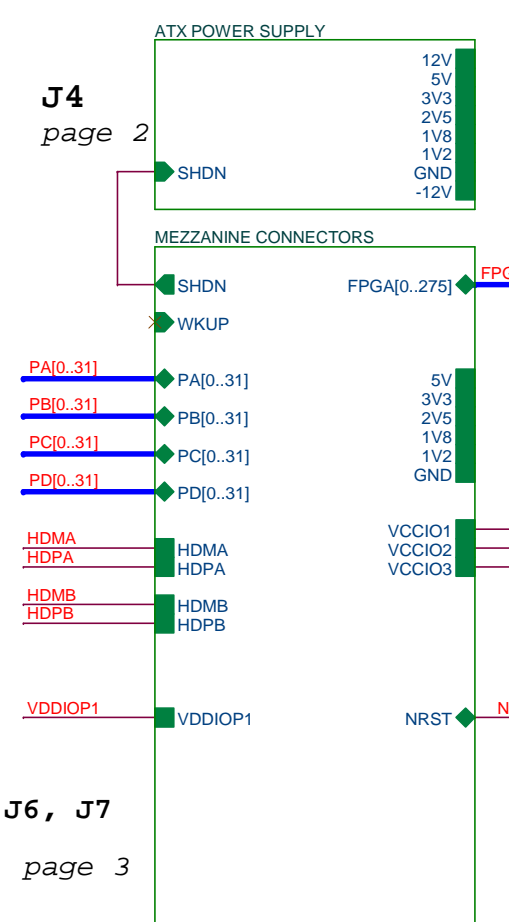 ATX POWER SUPPLY
J4
page 2
12V
5V
3V3
2V5
1V8
1V2
GND
-12V
SHDN
MEZZANINE CONNECTORS
SHDN
FPGA[0..275]
WKUP
PA[0..31]
PA[0..31]
PB[0..31]
PB[0..31]
PC[0..31]
PC[0..31]
PD[0..31]
PD[0..31]
5V
3V3
2V5
1V8
1V2
GND
HDMA
HDMA
HDPA
HDPA
HDMB
HDMB
HDPB
HDPB
VCCIO1
VCCIO2
VCCIO3
VDDIOP1
VDDIOP1
NRST
J6, J7
page 3